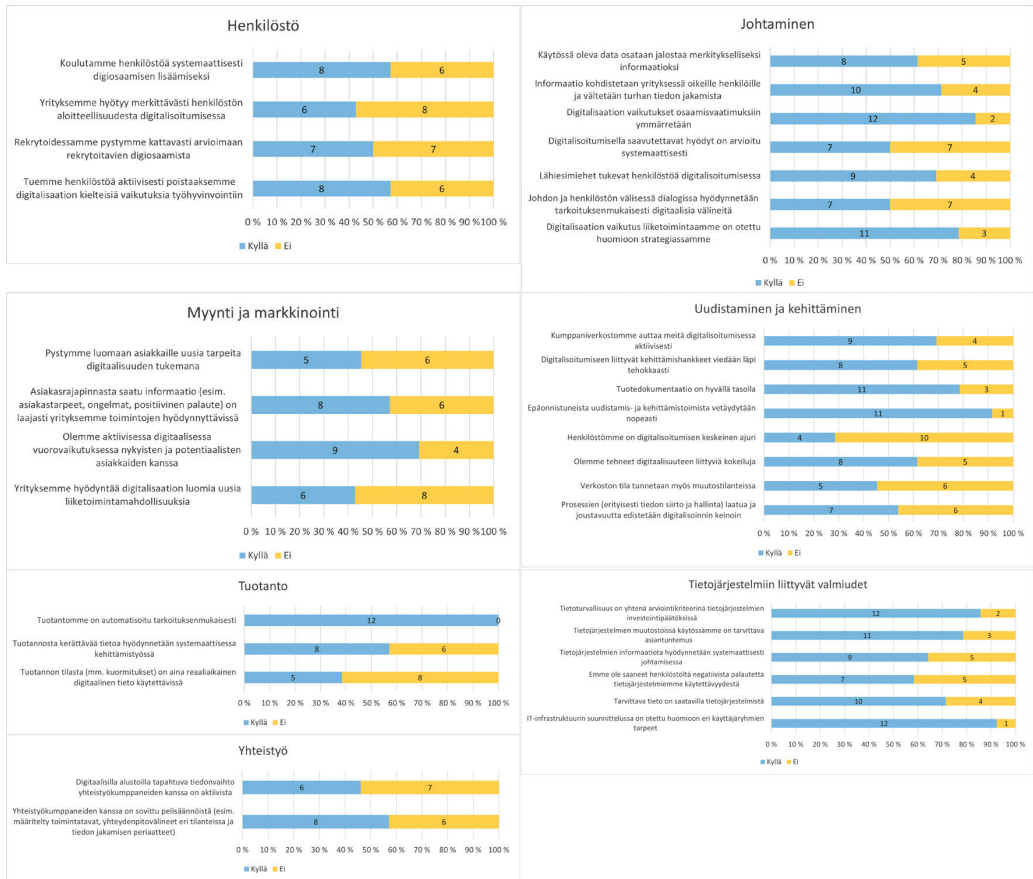 Henkilöstö
Koulutamme henkilöstöä systemaattisesti
digiosaamisen lisäämiseksi
8 6
Yrityksemme hyötyy merkittävästi henkilöstön
aloitteellisuudesta digitalisoitumisessa
6 8
Rekrytoidessamme pystymme kattavasti arvioimaan
rekrytoitavien digiosaamista
7 7
Tuemme henkilöstöä aktiivisesti poistaaksemme
digitalisaation kielteisiä vaikutuksia työhyvinvointiin
8 6
0 % 10 % 20 % 30 % 40 % 50 % 60 % 70 % 80 % 90 %100 %
Kyllä Ei
Johtaminen
Käytössä oleva data osataan jalostaa merkitykselliseksi
informaatioksi
8 5
Informaatio kohdistetaan yrityksessä oikeille henkilöille
ja vältetään turhan tiedon jakamista
10 4
Digitalisaation vaikutukset osaamisvaatimuksiin
ymmärretään
12 2
Digitalisoitumisella saavutettavat hyödyt on arvioitu
systemaattisesti
7 7
Lähiesimiehet tukevat henkilöstöä digitalisoitumisessa
9 4
Johdon ja henkilöstön välisessä dialogissa hyödynnetään
tarkoituksenmukaisesti digitaalisia välineitä
7 7
Digitalisaation vaikutus liiketoimintaamme on otettu
huomioon strategiassamme
11 3
0 % 10 % 20 % 30 % 40 % 50 % 60 % 70 % 80 % 90 % 100 %
Kyllä Ei
Myynti ja markkinointi
Pystymme luomaan asiakkaille uusia tarpeita
digitaalisuuden tukemana
5 6
Asiakasrajapinnasta saatu informaatio (esim.
asiakastarpeet, ongelmat, positiivinen palaute) on
laajasti yrityksemme toimintojen hyödynnyttävissä
8 6
Olemme aktiivisessa digitaalisessa
vuorovaikutuksessa nykyisten ja potentiaalisten
asiakkaiden kanssa
9 4
Yrityksemme hyödyntää digitalisaation luomia uusia
liiketoimintamahdollisuuksia
6 8
0 % 10 % 20 % 30 % 40 % 50 % 60 % 70 % 80 % 90 % 100 %
Kyllä Ei
Uudistaminen ja kehittäminen
Kumppaniverkostomme auttaa meitä digitalisoitumisessa
aktiivisesti
9 4
Digitalisoitumiseen liittyvät kehittämishankkeet viedään läpi
tehokkaasti
8 5
Tuotedokumentaatio on hyvällä tasolla
11 3
Epäonnistuneista uudistamis- ja kehittämistoimista vetäydytään
nopeasti
11 1
Henkilöstömme on digitalisoitumisen keskeinen ajuri
4 10
Olemme tehneet digitaalisuuteen liittyviä kokeiluja
8 5
Verkoston tila tunnetaan myös muutostilanteissa
5 6
Prosessien (erityisesti tiedon siirto ja hallinta) laatua ja
joustavuutta edistetään digitalisoinnin keinoin
7 6
0 % 10 % 20 % 30 % 40 % 50 % 60 % 70 % 80 % 90 % 100 %
Kyllä Ei
Tuotanto
Tuotantomme on automatisoitu tarkoituksenmukaisesti
12 0
Tuotannosta kerättävää tietoa hyödynnetään systemaattisessa
kehittämistyössä
8 6
Tuotannon tilasta (mm. kuormitukset) on aina reaaliaikainen
digitaalinen tieto käytettävissä
5 8
0 % 10 % 20 % 30 % 40 % 50 % 60 % 70 % 80 % 90 % 100 %
Kyllä Ei
Tietojärjestelmiin liittyvät valmiudet
Tietoturvallisuus on yhtenä arviointikriteerinä tietojärjestelmien
investointipäätöksissä
12 2
Tietojärjestelmien muutostöissä käytössämme on tarvittava
asiantuntemus
11 3
Tietojärjestelmien informaatiota hyödynnetään systemaattisesti
johtamisessa
9 5
Emme ole saaneet henkilöstöltä negatiivista palautetta
tietojärjestelmiemme käytettävyydestä
7 5
Tarvittava tieto on saatavilla tietojärjestelmistä
10 4
IT-infrastruktuurin suunnittelussa on otettu huomioon eri käyttäjäryhmien
tarpeet
12 1
0 % 10 % 20 % 30 % 40 % 50 % 60 % 70 % 80 % 90 % 100 %
Kyllä Ei
Yhteistyö
Digitaalisilla alustoilla tapahtuva tiedonvaihto
yhteistyökumppaneiden kanssa on aktiivista
6 7
Yhteistyökumppaneiden kanssa on sovittu pelisäännöistä (esim.
määritelty toimintatavat, yhteydenpitovälineet eri tilanteissa ja
tiedon jakamisen periaatteet)
8 6
0 % 10 % 20 % 30 % 40 % 50 % 60 % 70 % 80 % 90 % 100 %
Kyllä Ei